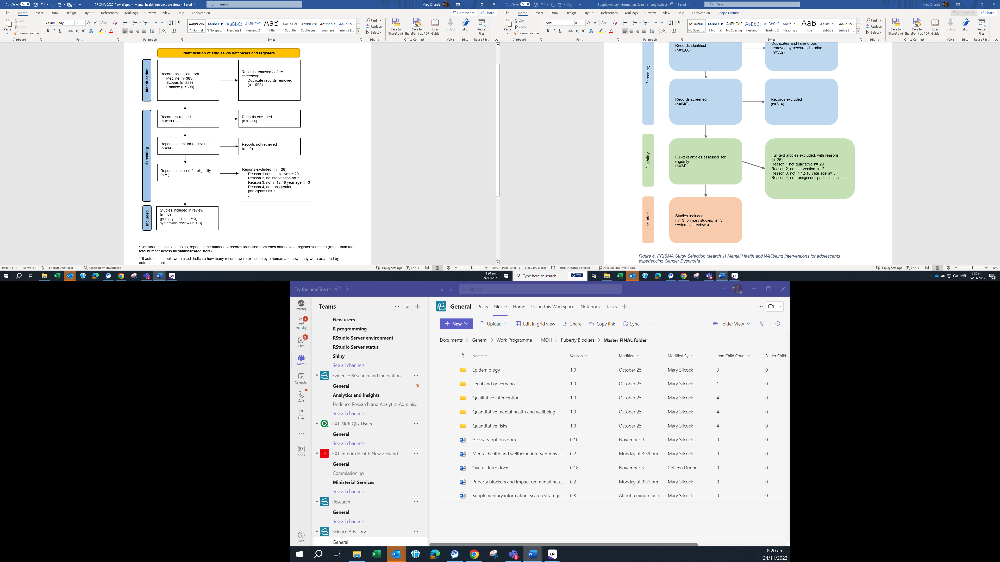 AutoSave On PRISMA_2020_flow_diagram_Mental health interventions.docx • Saved Search Mary Silcock
File Home Insert Draw Design Layout References Mailings Review View Help EndNote 20 Comments Share
Paste Cut Copy Format Painter
Calibri (Body) 11
AaBbCcDc AaBbCcDc AaBbCc AaBbCcD AaB AaBbCcD AaBbCcDc AaBbCcDc AaBbCcDc
¶ Normal ¶ No Spac... Heading 1 Heading 2 Title Subtitle Subtle Em... Emphasis Intense E...
Find Replace Select
Save to SharePoint Save to SharePoint as PDF User Guide Dictate Editor Reuse Files
Clipboard Font Paragraph Styles Editing Office Connect Voice Editor Reuse Files
Identification of studies via databases and registers
Identification
Records identified from:
Medline (n=365)
Scopus (n=229)
Embase (n=308)
Records removed before
screening:
Duplicate records removed
(n = 552)
Screening
Records screened
(n =1200 )
Records excluded
(n = 614)
Reports sought for retrieval
(n =34 )
Reports not retrieved
(n = 0)
Reports assessed for eligibility
(n = )
Reports excluded: (n = 26)
Reason 1 not qualitative n= 20
Reason 2, no intervention n= 2
Reason 3, not in 12-18 year age n= 3
Reason 4, no transgender
participants n= 1
.
Included
Studies included in review
(n = 6)
(primary studies n = 3,
systematic reviews n = 3)
*Consider, if feasible to do so, reporting the number of records identified from each database or register searched (rather than the
total number across all databases/registers).
**If automation tools were used, indicate how many records were excluded by a human and how many were excluded by
automation tools.
Page 1 of 1 193 words English (Australia) Accessibility: Investigate Display Settings Focus 120%
8:20 am
24/11/2023
AutoSave On Supplementary information_Search strategies.docx • Saved Search Mary Silcock
File Home Insert Draw Design Layout References Mailings Review View Help EndNote 20 Shape Format Comments Share
Paste Cut Copy Format Painter
Arial 8
AaBbCcDdE AaBbCcDc AaBbCcI AaBbCc AaBbCcD AaBbCcD AaB AaBbCcD AaBbCcDc
No Spacin... ¶ Normal No Spacing Heading 1 Heading 2 Heading 3 Title Subtitle Subtle Em...
Find Replace Select
Save to SharePoint Save to SharePoint as PDF User Guide Dictate Editor Reuse Files
Clipboard Font Paragraph Styles Editing Office Connect Voice Editor Reuse Files
Screening
Records identified
(n=1200)
Duplicates and false drops
removed by research librarian
(n=552)
Records screened
(n=648)
Records excluded
(n=614)
Eligibility
Full-text articles assessed for
eligibility
(n=34)
Full-text articles excluded, with reasons
(n=26)
Reason 1 not qualitative n= 20
Reason 2, no intervention n= 2
Reason 3, not in 12-18 year age n= 3
Reason 4, no transgender participants n= 1
Included
Studies included
(n= 3 primary studies, n= 3
systematic reviews)
Figure 4. PRISMA Study Selection (search 1) Mental Health and Wellbeing Interventions for adolescents
experiencing Gender Dysphoria
Page 10 of 13 8 of 2199 words English (United States) Accessibility: Investigate Display Settings Focus 140%
Type here to search
MRI
8:20 am
24/11/2023
21
Try the new Teams Search
Pātengi
7
Activity
2
Chat
Teams
Calendar
Calls
Files
Apps
Help
Teams
New users
R programming
RStudio Server environment
RStudio Server status
Shiny
See all channels
Evidence Research and Innovation
General
Analytics and Insights
Evidence Research and Analytics Adminis...
See all channels
EXT-NCR Qlik Users
General
See all channels
IH EXT-Interim Health New Zealand
General
Commissioning
Ministerial Services
See all channels
Research
General
See all channels
Science Advisory
General
General Posts Files Home Using this Workspace Notebook Tasks
New Upload Edit in grid view Share Copy link Sync Folder View
Documents > General > Work Programme > MOH > Puberty Blockers > Master FINAL folder
Name Version Modified Modified By Item Child Count Folder Child
Epidemiology 1.0 October 25 Mary Silcock 3 0
Legal and governance 1.0 October 25 Mary Silcock 1 0
Qualitative interventions 1.0 October 25 Mary Silcock 4 0
Quantitative mental health and wellbeing 1.0 October 25 Mary Silcock 4 0
Quantitative risks 1.0 October 25 Mary Silcock 4 0
Glossary options.docx 0.10 November 9 Mary Silcock 0 0
Mental health and wellbeing interventions f... 0.2 Monday at 3:39 pm Mary Silcock 0 0
Overall Intro.docx 0.18 November 3 Colleen Dunne 0 0
Puberty blockers and impact on mental hea... 0.2 Monday at 3:31 pm Mary Silcock 0 0
Supplementary information_Search strategi... 0.8 About a minute ago Mary Silcock 0 0
8:20 am
24/11/2023